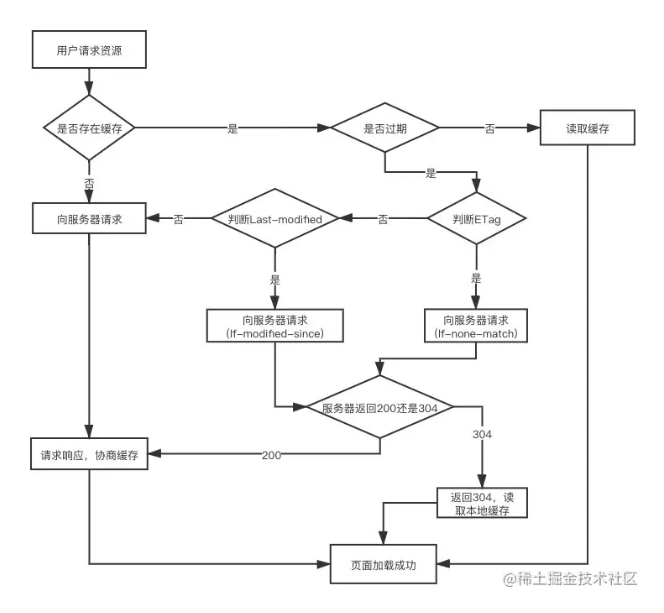 用户请求资源
是否存在缓存
是
是否过期
否
读取缓存
否
是
向服务器请求
否
判断Last-modified
否
判断ETag
是
是
向服务器请求
(If-modified-since)
向服务器请求
(If-none-match)
服务器返回200还是304
304
请求响应，协商缓存
200
返回304，读
取本地缓存
页面加载成功
@稀土掘金技术社区